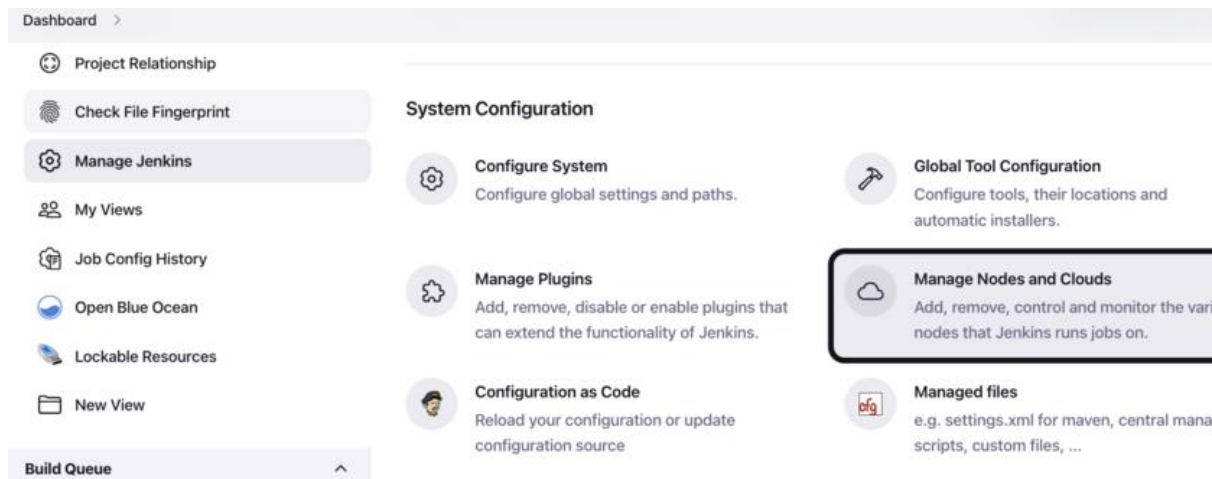 Dashboard >
Project Relationship
Check File Fingerprint
Manage Jenkins
My Views
Job Config History
Open Blue Ocean
Lockable Resources
New View
Build Queue
System Configuration
Configure System
Configure global settings and paths.
Global Tool Configuration
Configure tools, their locations and
automatic installers.
Manage Plugins
Add, remove, disable or enable plugins that
can extend the functionality of Jenkins.
Manage Nodes and Clouds
Add, remove, control and monitor the vari
nodes that Jenkins runs jobs on.
Configuration as Code
Reload your configuration or update
configuration source
cfg
Managed files
e.g. settings.xml for maven, central mana
scripts, custom files, ...